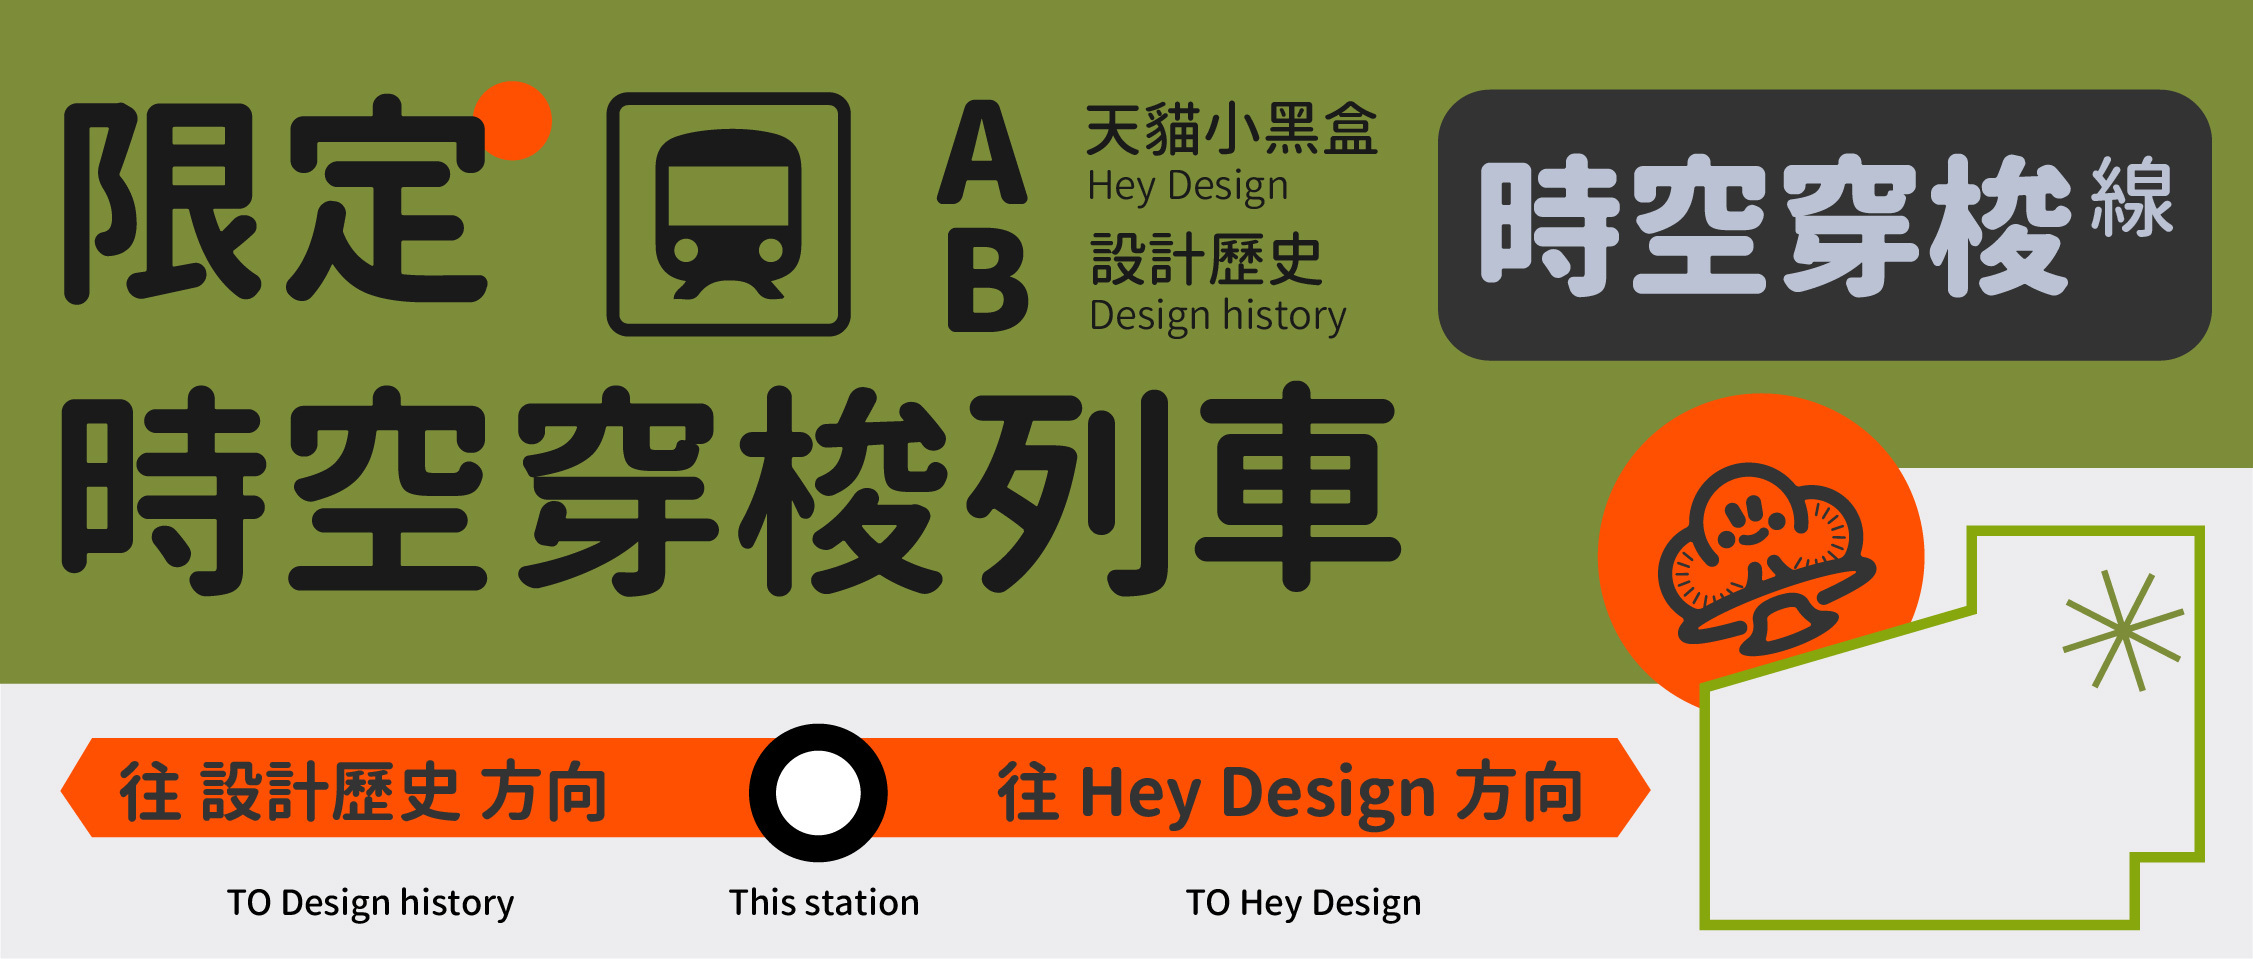 限定
時空穿梭列車
A
天貓小黑盒
Hey Design
B
設計歷史
Design history
時空穿梭線
往 設計歷史 方向
往 Hey Design 方向
TO Design history
This station
TO Hey Design